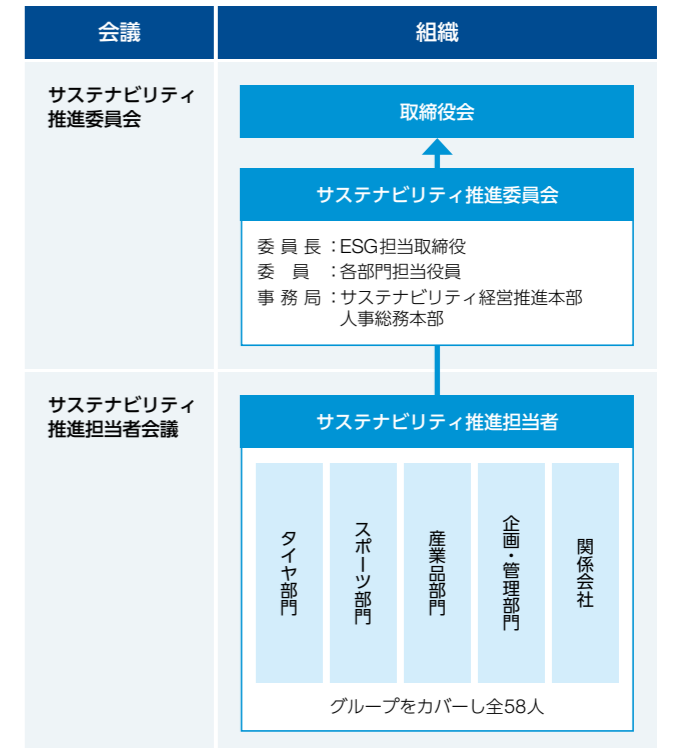 会議
組織
サステナビリティ
推進委員会
取締役会
サステナビリティ推進委員会
委員長：ESG担当取締役
委　員　：各部門担当役員
事務局：サステナビリティ経営推進本部
人事総務本部
サステナビリティ
推進担当者会議
サステナビリティ推進担当者
タイヤ部門
スポーツ部門
産業品部門
企画・管理部門
関係会社
グループをカバーし全58人